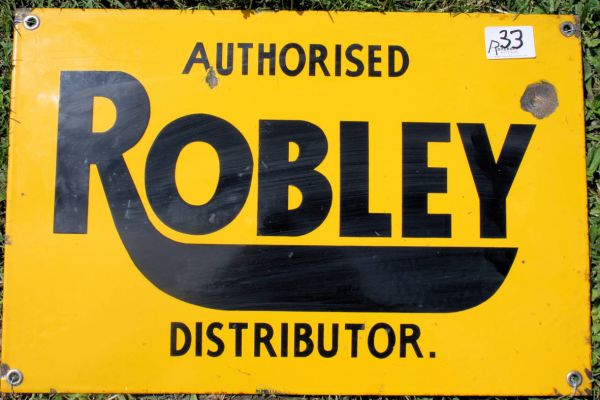 33
AUTHORISED
ROBLEY
DISTRIBUTOR.